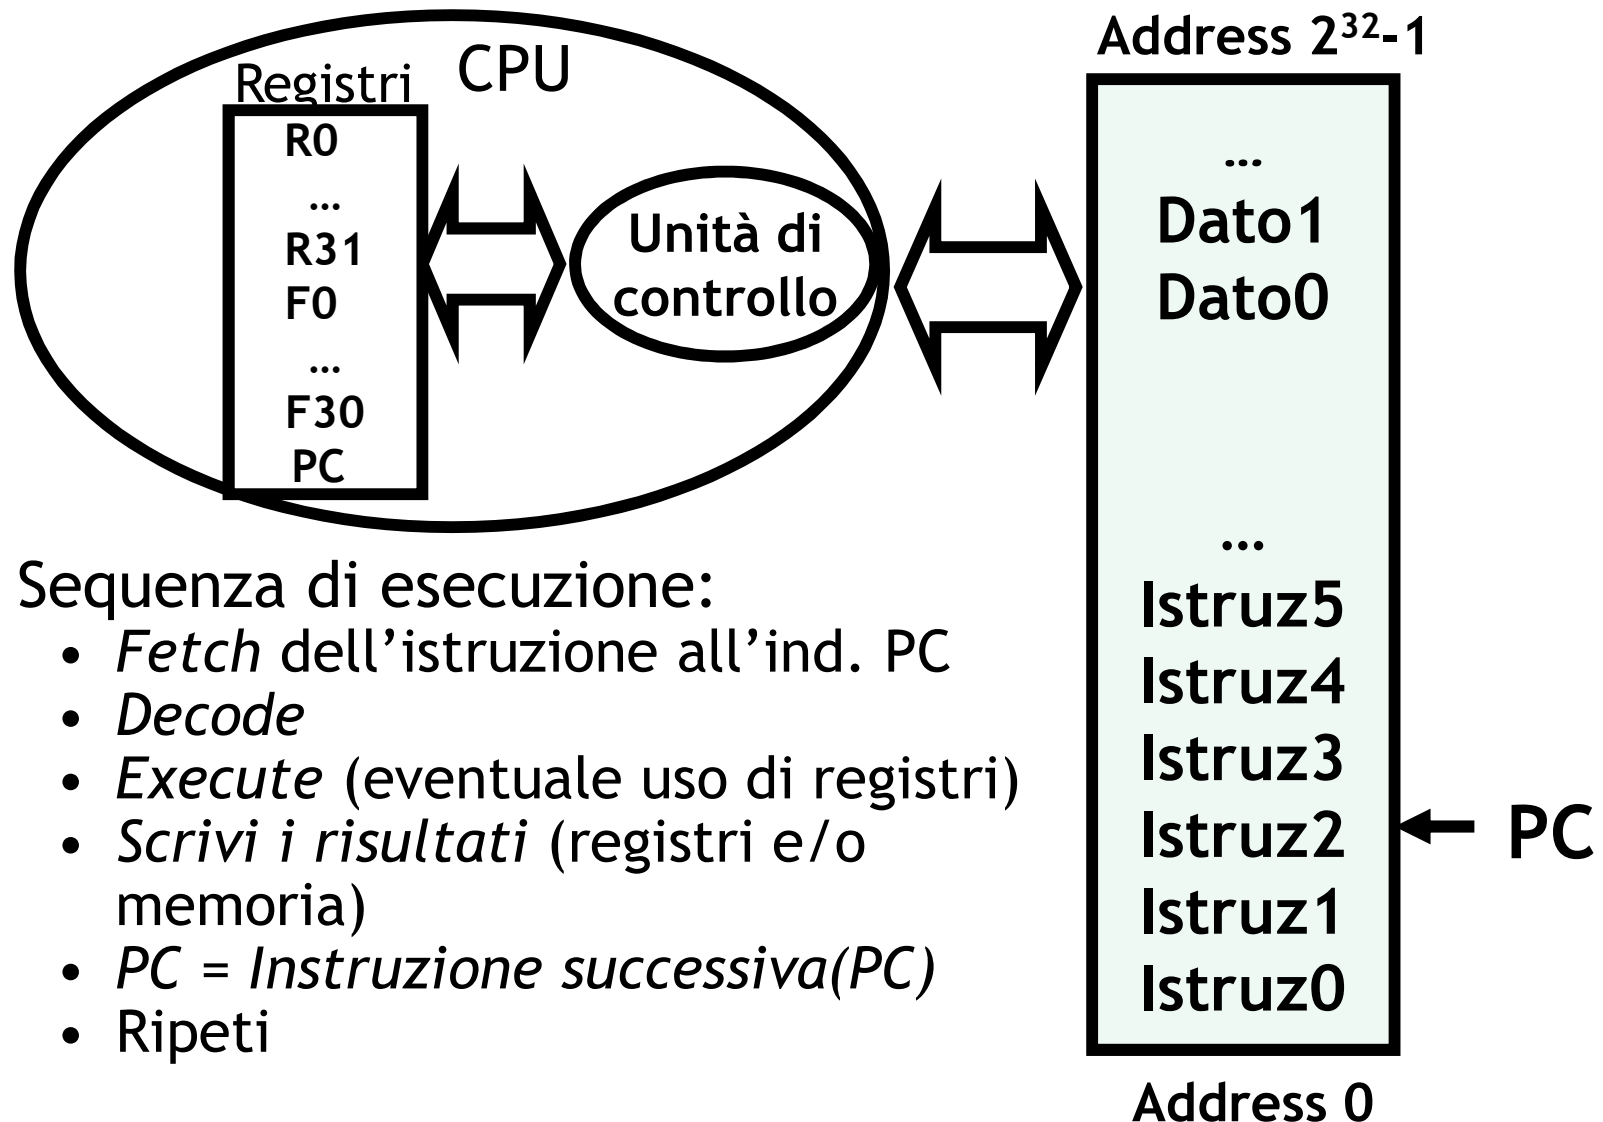 CPU
Registri
R0
...
R31
F0
...
F30
PC
Unità di
controllo
Address 2³²-1
...
Dato1
Dato0
...
Istruz5
Istruz4
Istruz3
Istruz2
Istruz1
Istruz0
PC
Address 0
Sequenza di esecuzione:
• Fetch dell’istruzione all’ind. PC
• Decode
• Execute (eventuale uso di registri)
• Scrivi i risultati (registri e/o
memoria)
• PC = Instruzione successiva(PC)
• Ripeti